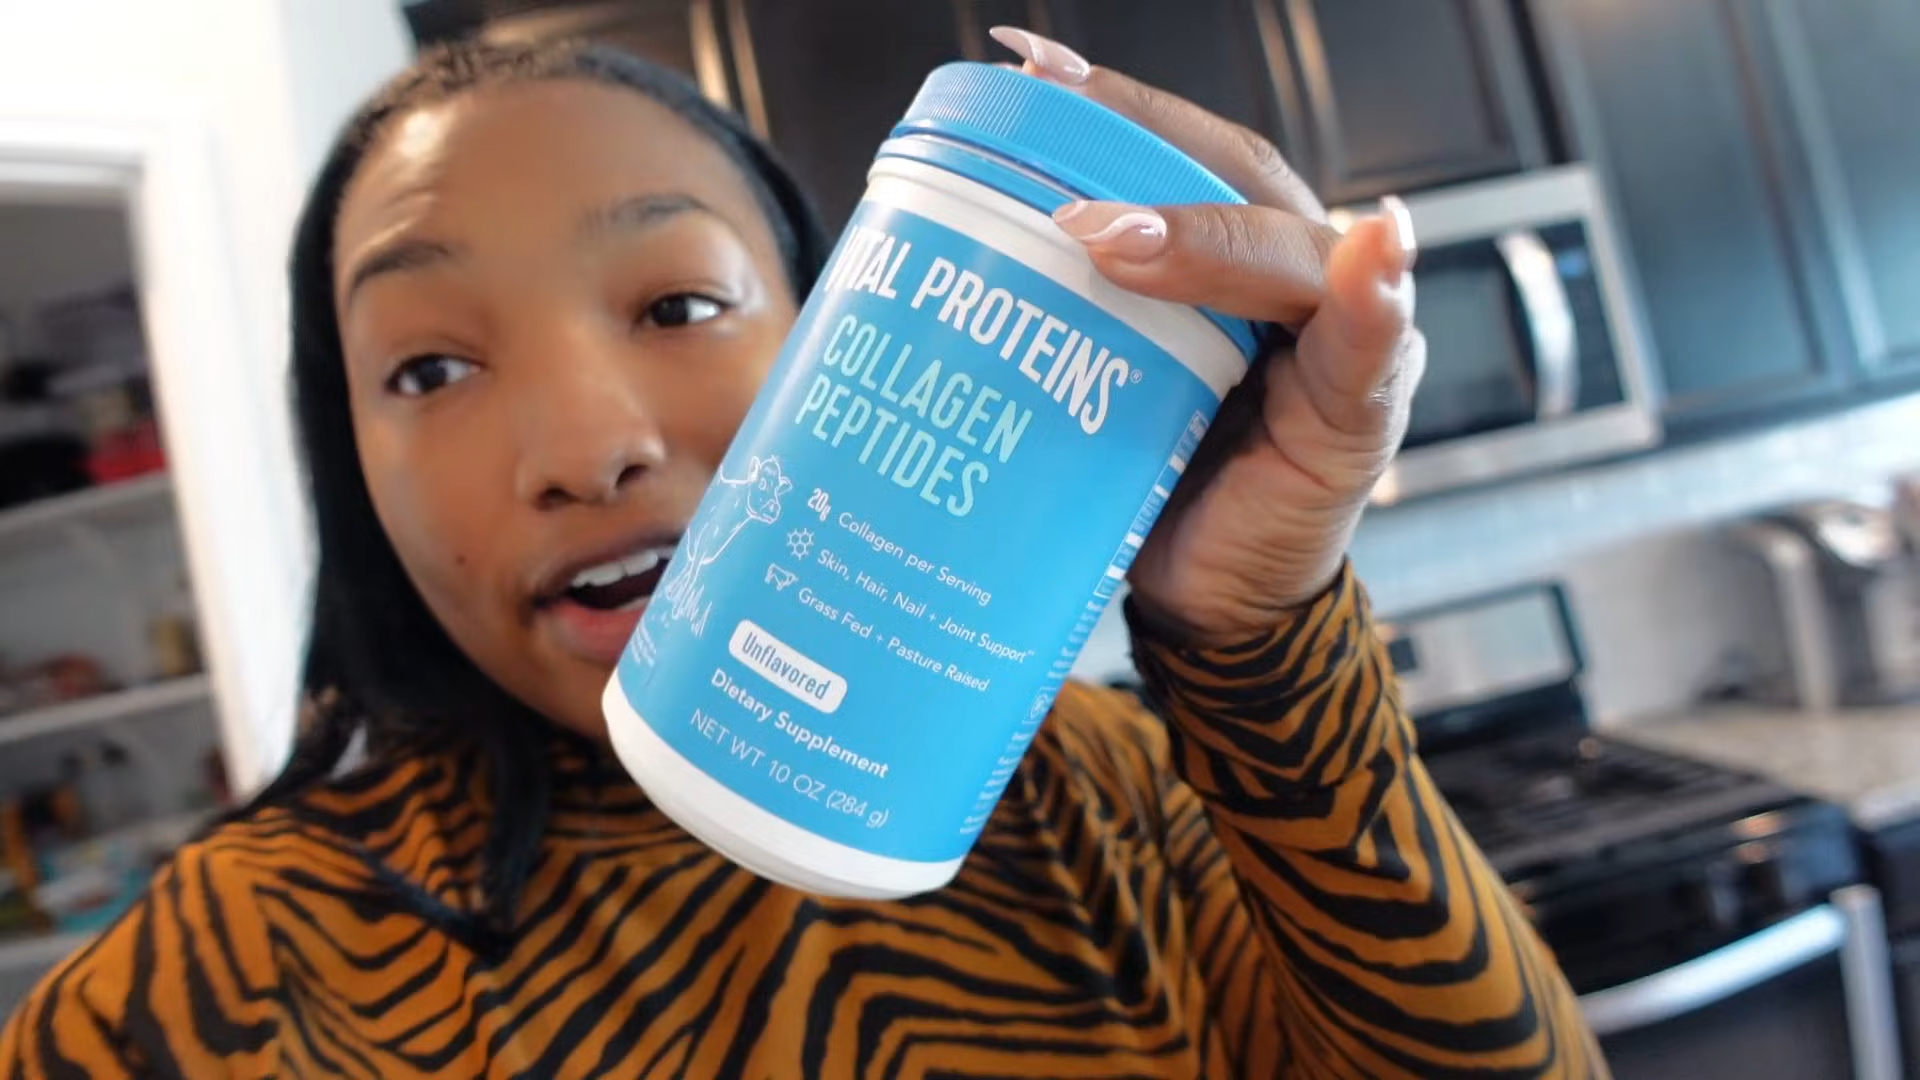 VITAL PROTEINS®
COLLAGEN
PEPTIDES
20g Collagen per Serving
Skin, Hair, Nail + Joint Support**
Grass Fed + Pasture Raised
Unflavored
Dietary Supplement
NET WT 10 OZ (284 g)